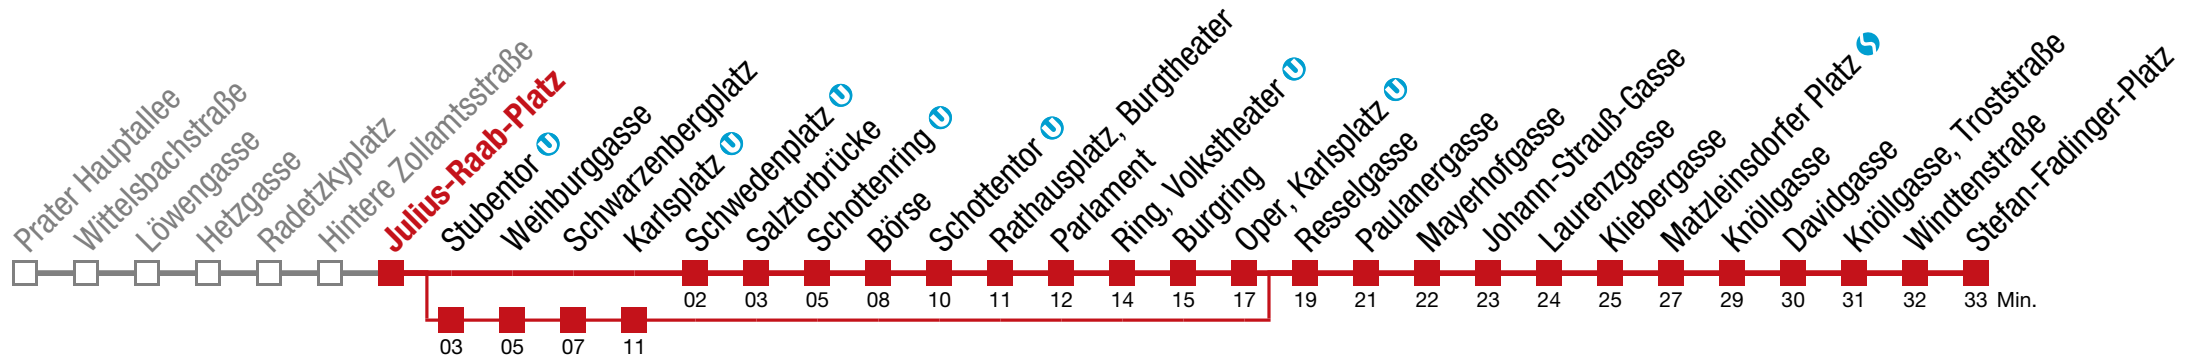 Prater Hauptallee
Wittelsbachstraße
Löwengasse
Hetzgasse
Radetzkyplatz
Hintere Zollamtsstraße
Julius-Raab-Platz
Stubentor
Weihburggasse
Schwarzenbergplatz
Karlsplatz
Schwedenplatz
Salztorbrücke
Schottenring
Börse
Schottentor
Rathausplatz, Burgtheater
Parlament
Ring, Volkstheater
Burgring
Oper, Karlsplatz
Resselgasse
Paulanergasse
Mayerhofgasse
Johann-Strauß-Gasse
Laurenzgasse
Kliebergasse
Matzleinsdorfer Platz
Knöllgasse
Davidgasse
Knöllgasse, Troststraße
Windtenstraße
Stefan-Fadinger-Platz
02 03 05 08 10 11 12 14 15 17 19 21 22 23 24 25 27 29 30 31 32 33 Min.
03 05 07 11